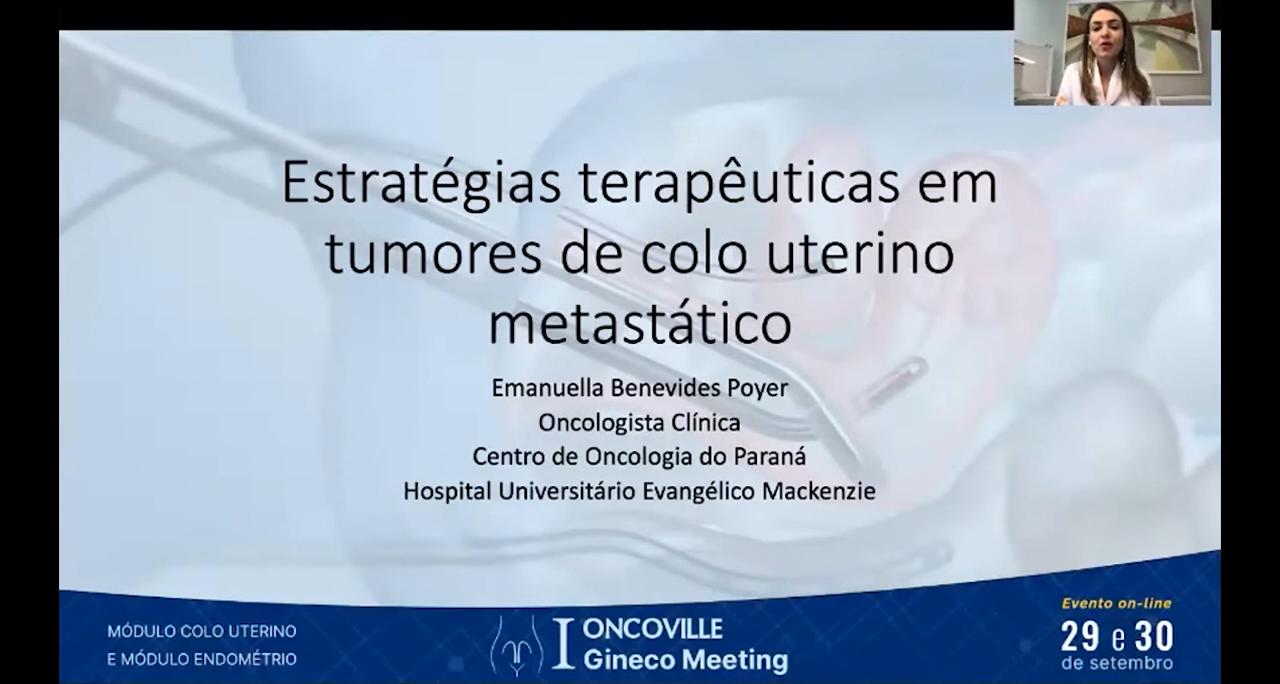 Estratégias terapêuticas em
tumores de colo uterino
metastático
Emanuella Benevides Poyer
Oncologista Clínica
Centro de Oncologia do Paraná
Hospital Universitário Evangélico Mackenzie
MÓDULO COLO UTERINO
E MÓDULO ENDOMÉTRIO
I ONCOVILLE
Gineco Meeting
Evento on-line
29 e 30
de setembro